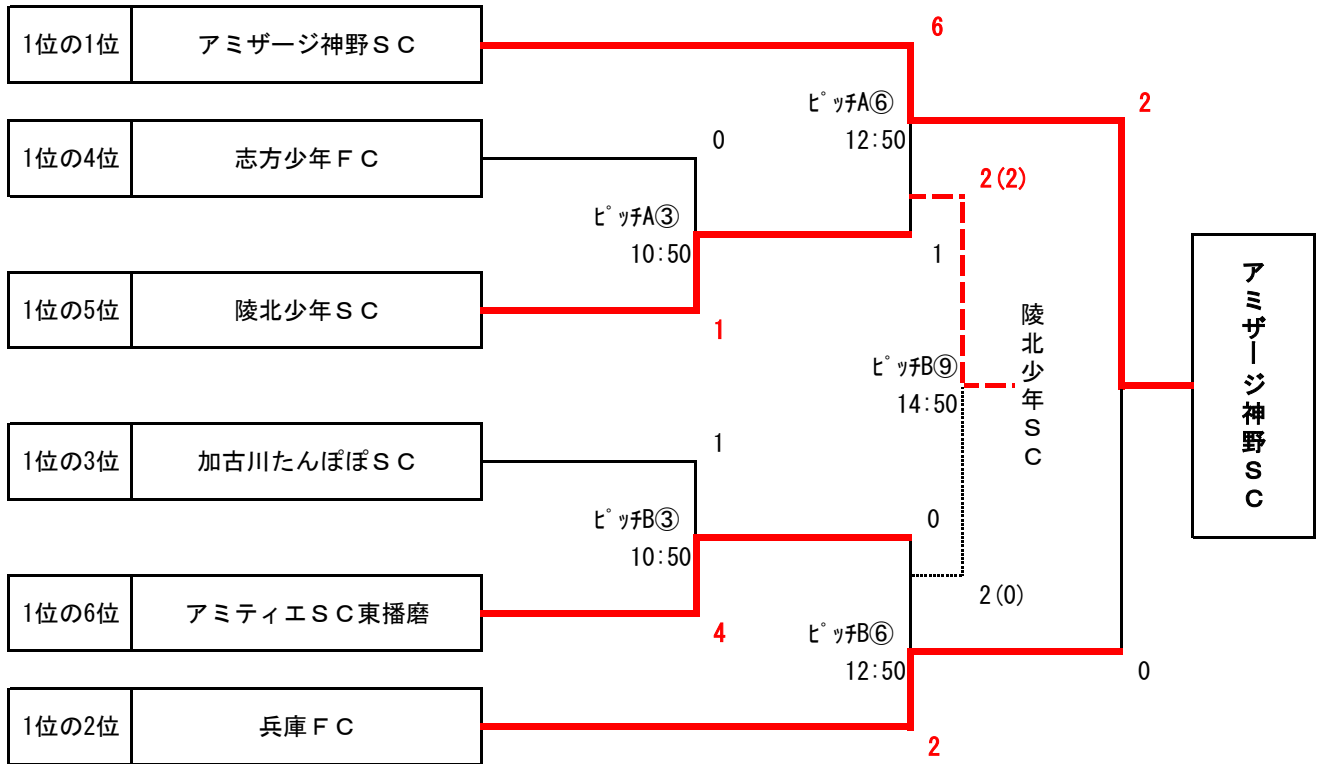 1位の1位 アミザージ神野ＳＣ
6
ﾋﾟｯﾁA⑥
12:50
2
1位の4位 志方少年ＦＣ
0
2(2)
ﾋﾟｯﾁA③
10:50
1
1位の5位 陵北少年ＳＣ
1
陵北少年ＳＣ
ﾋﾟｯﾁB⑨
14:50
アミザージ神野ＳＣ
1位の3位 加古川たんぽぽＳＣ
1
ﾋﾟｯﾁB③
10:50
0
1位の6位 アミティエＳＣ東播磨
4
2(0)
ﾋﾟｯﾁB⑥
12:50
0
1位の2位 兵庫ＦＣ
2